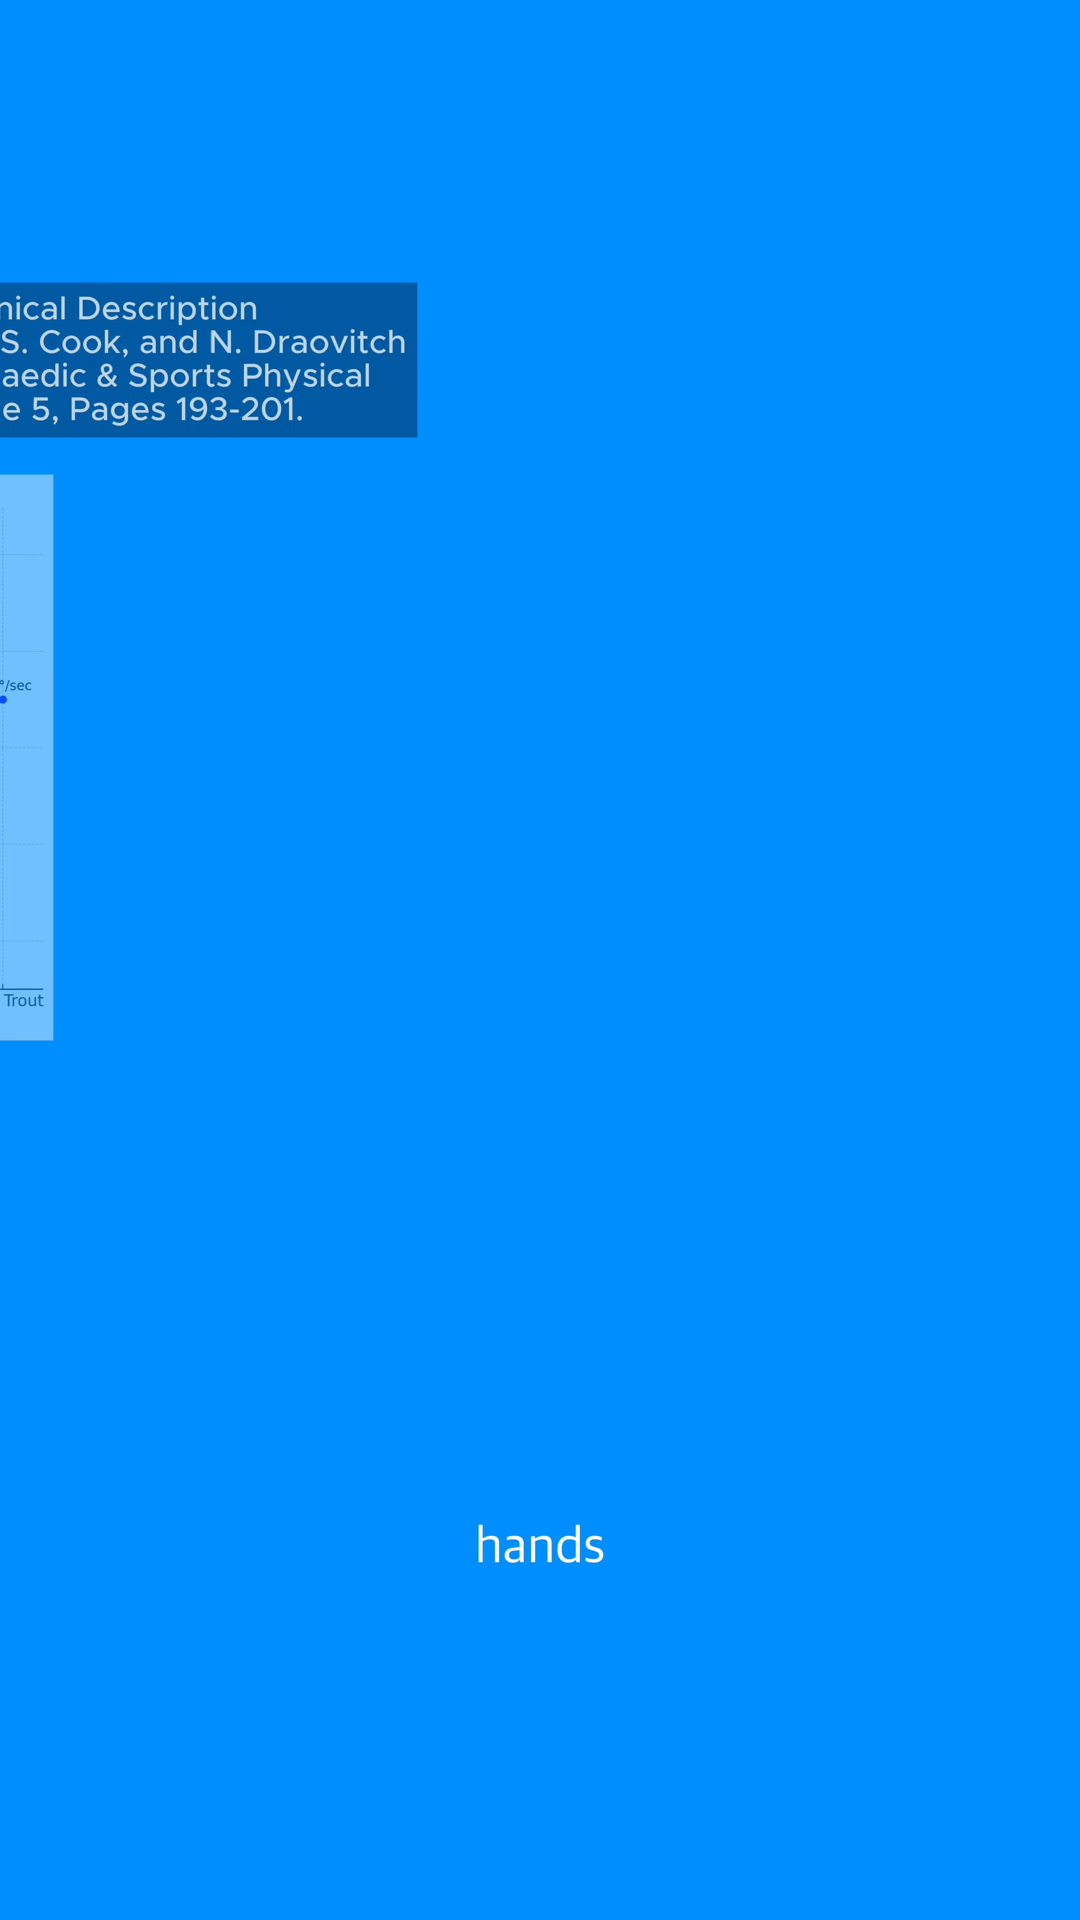 nical Description
S. Cook, and N. Draovitch
aedic & Sports Physical
e 5, Pages 193-201.
°/sec
Trout
hands